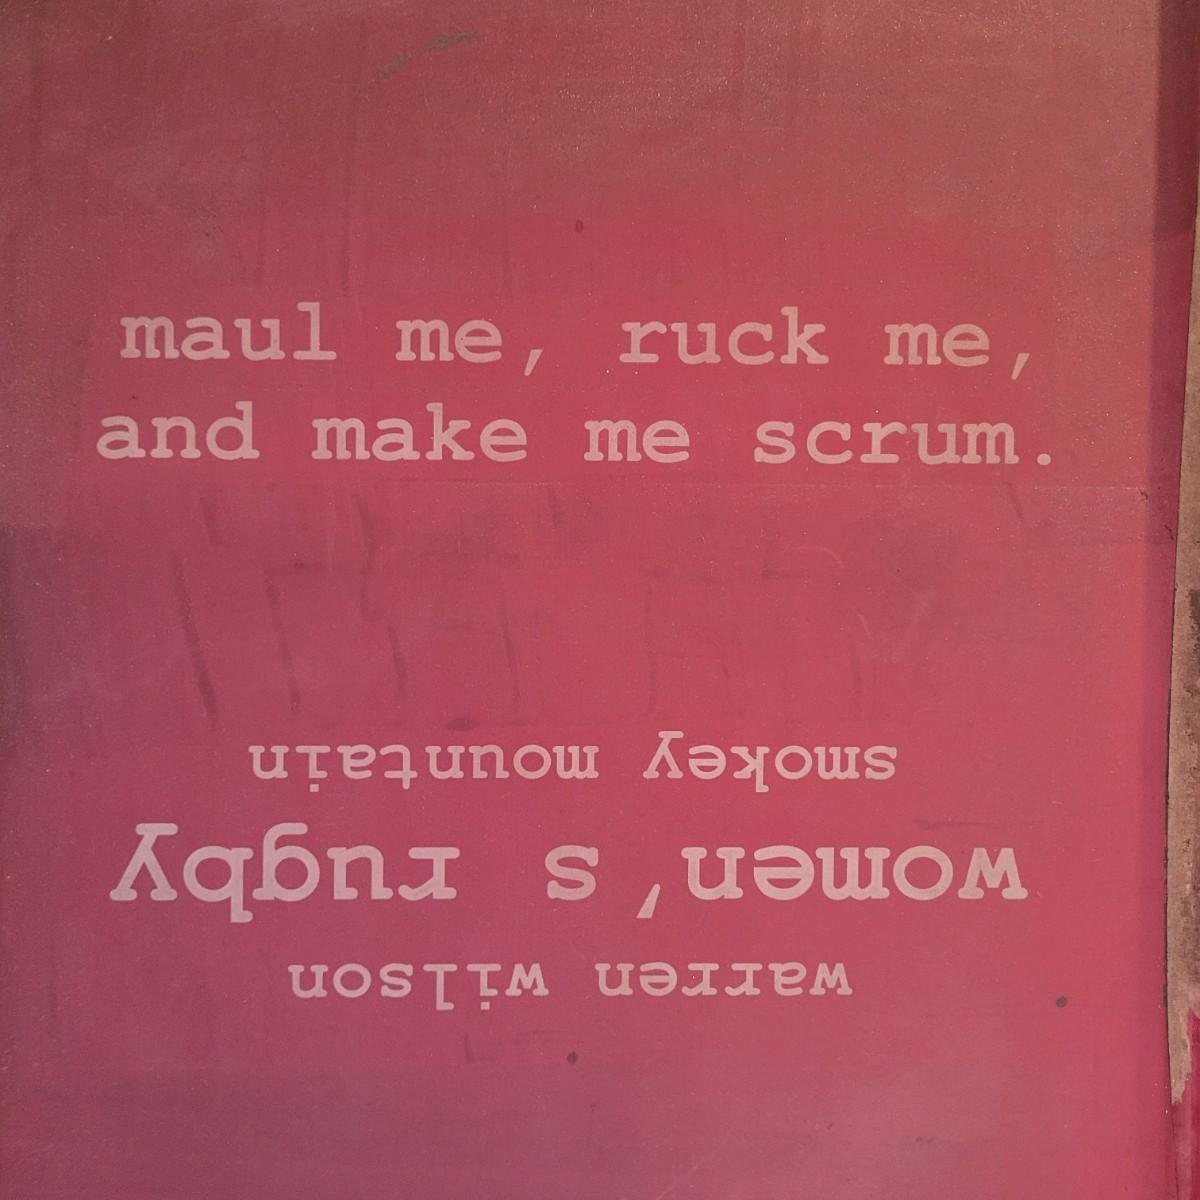 maul me, ruck me,
and make me scrum.
warren wilson
women's rugby
smokey mountain